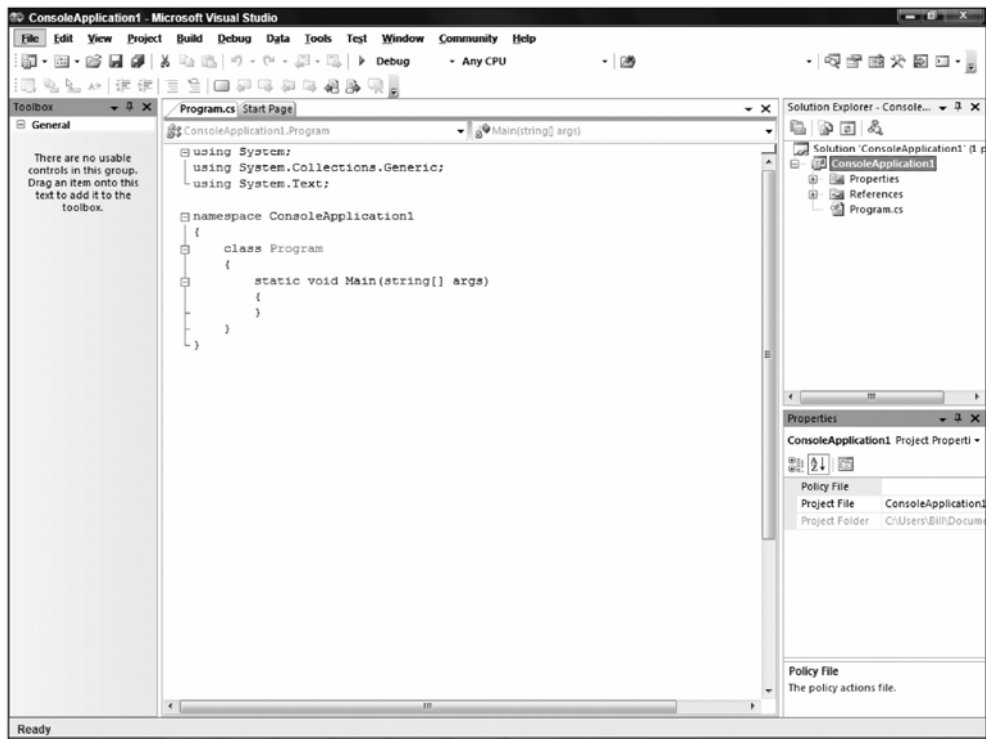 ConsoleApplication1 - Microsoft Visual Studio
File Edit View Project Build Debug Data Tools Test Window Community Help
Debug Any CPU
Toolbox
General
There are no usable
controls in this group.
Drag an item onto this
text to add it to the
toolbox.
Program.cs Start Page
ConsoleApplication1.Program Main(string[] args)
using System;
using System.Collections.Generic;
using System.Text;
namespace ConsoleApplication1
{
class Program
{
static void Main(string[] args)
{
}
}
}
Solution Explorer - Console...
Solution 'ConsoleApplication1' (1 p
ConsoleApplication1
Properties
References
Program.cs
Properties
ConsoleApplication1 Project Properti
Policy File
Project File ConsoleApplication1
Project Folder C:\Users\Bill\Docume
Policy File
The policy actions file.
Ready